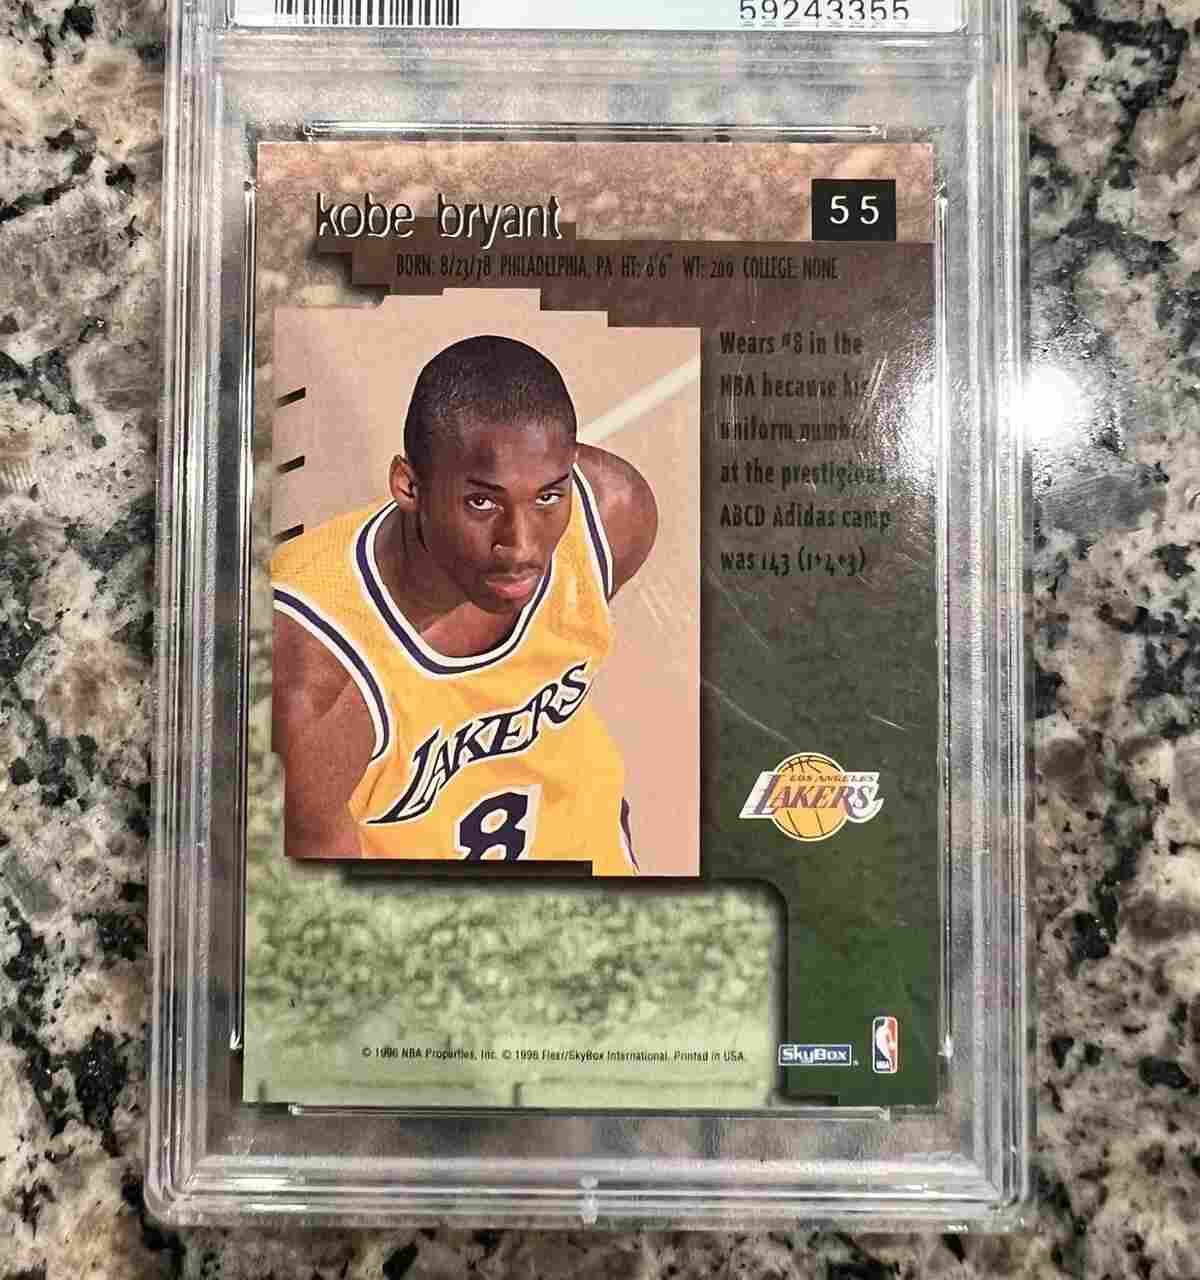 59243355
kobe bryant
55
BORN: 8/23/78 PHILADELPHIA, PA HT: 6'6" WT: 200 COLLEGE: NONE
Wears #8 in the
NBA because his
uniform number
at the prestigious
ABCD Adidas camp
was 143 (1+4+3)
LAKERS
8
LOS ANGELES
LAKERS
© 1996 NBA Properties, Inc. © 1996 Fleer/SkyBox International. Printed in USA.
SkyBox
NBA